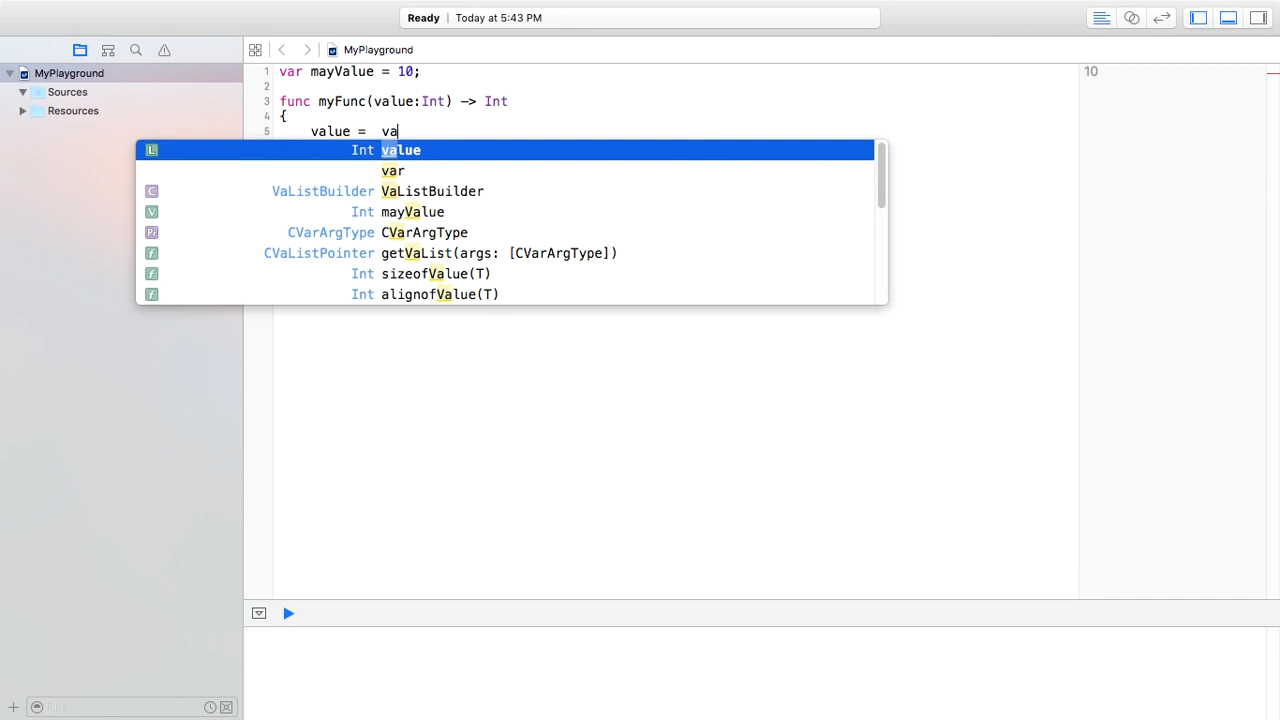 Ready | Today at 5:43 PM
MyPlayground
MyPlayground
Sources
Resources
1 var mayValue = 10;
10
2
3 func myFunc(value:Int) -> Int
4 {
5 value =  va
Int value
var
C VaListBuilder VaListBuilder
V Int mayValue
Pr CVarArgType CVarArgType
f CVaListPointer getVaList(args: [CVarArgType])
f Int sizeofValue(T)
f Int alignofValue(T)
Filter